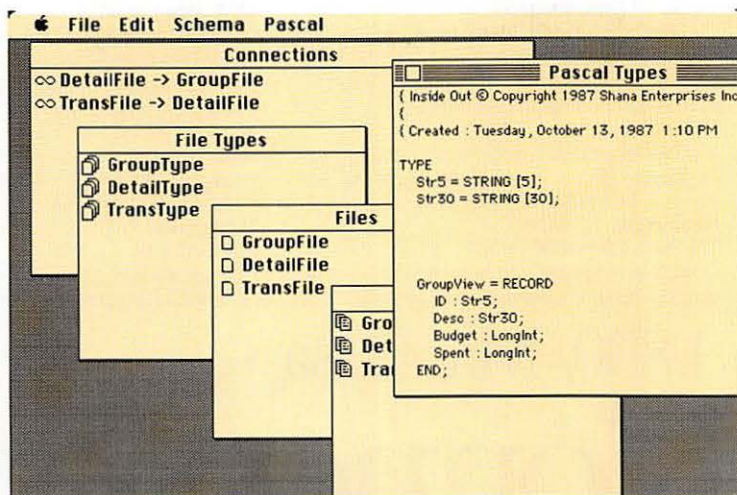 File Edit Schema Pascal
Connections
∞ DetailFile -> GroupFile
∞ TransFile -> DetailFile
File Types
GroupType
DetailType
TransType
Files
GroupFile
DetailFile
TransFile
Gro
Det
Tra
Pascal Types
{ Inside Out © Copyright 1987 Shana Enterprises Inc
{
{ Created : Tuesday, October 13, 1987 1:10 PM
TYPE
Str5 = STRING [5];
Str30 = STRING [30];
GroupView = RECORD
ID : Str5;
Desc : Str30;
Budget : LongInt;
Spent : LongInt;
END;